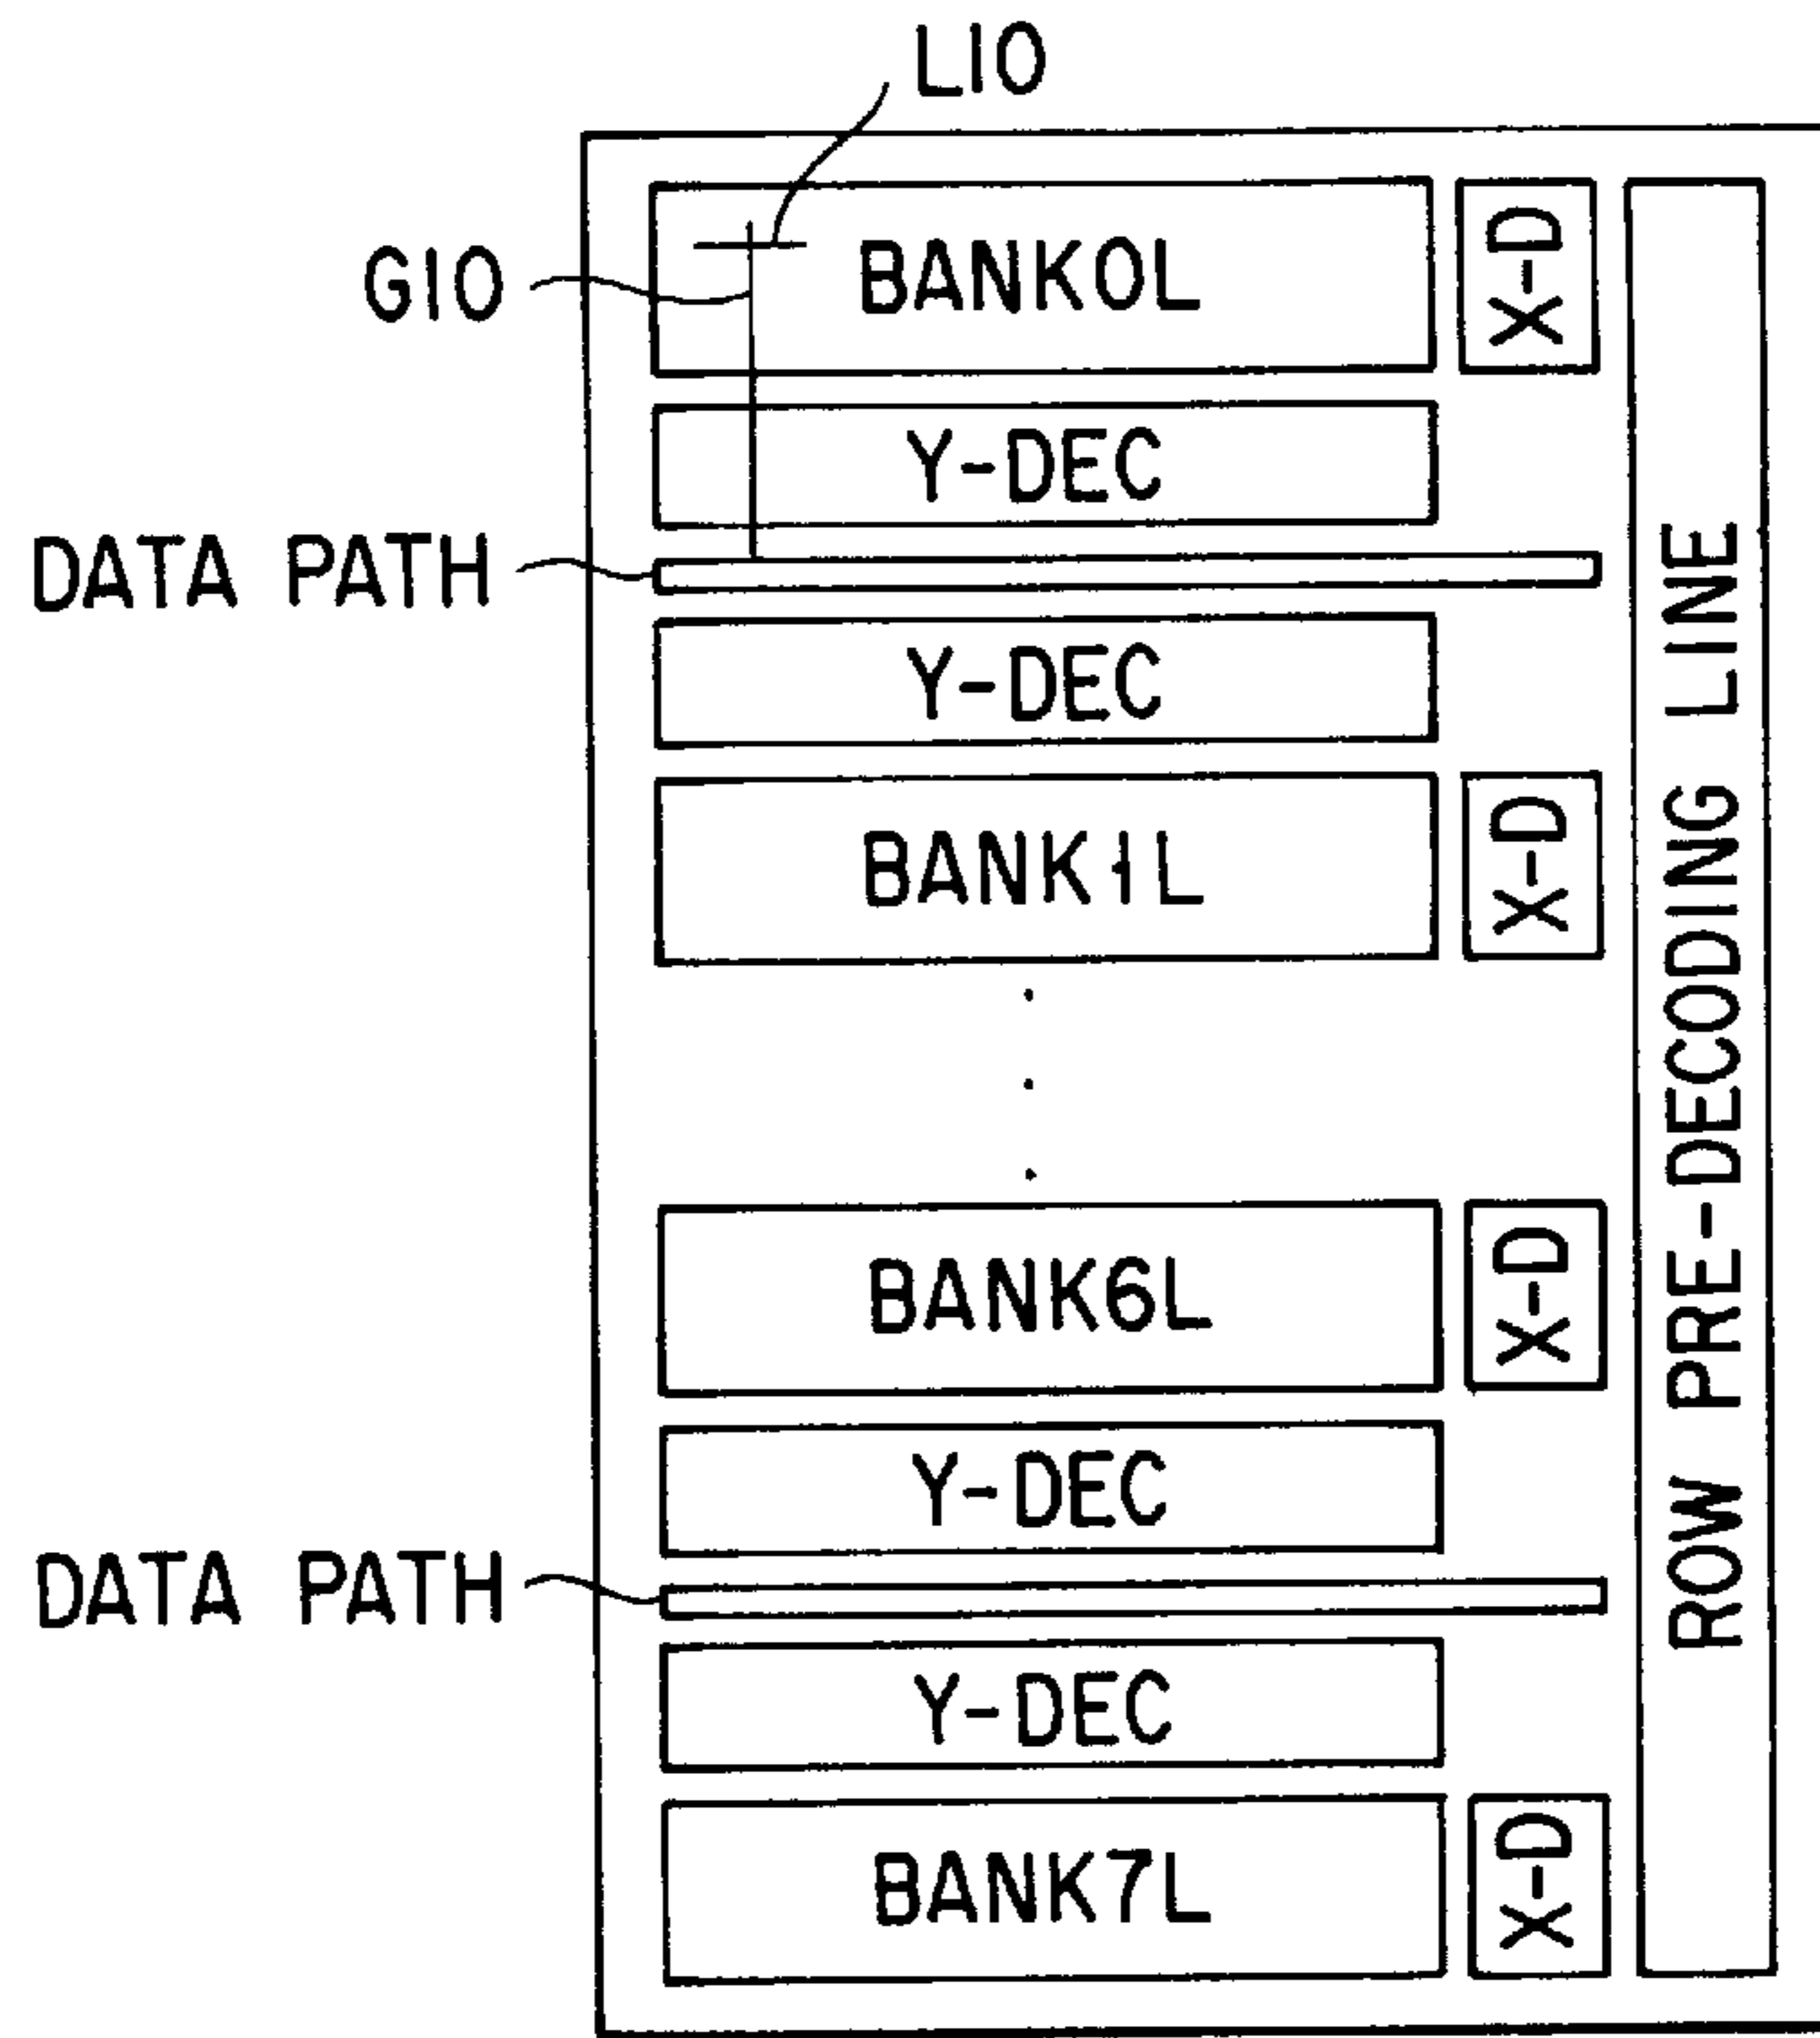 LIO
GIO
BANK0L
X-D
Y-DEC
DATA PATH
Y-DEC
BANK1L
X-D
ROW PRE-DECODING LINE
BANK6L
X-D
Y-DEC
DATA PATH
Y-DEC
BANK7L
X-D